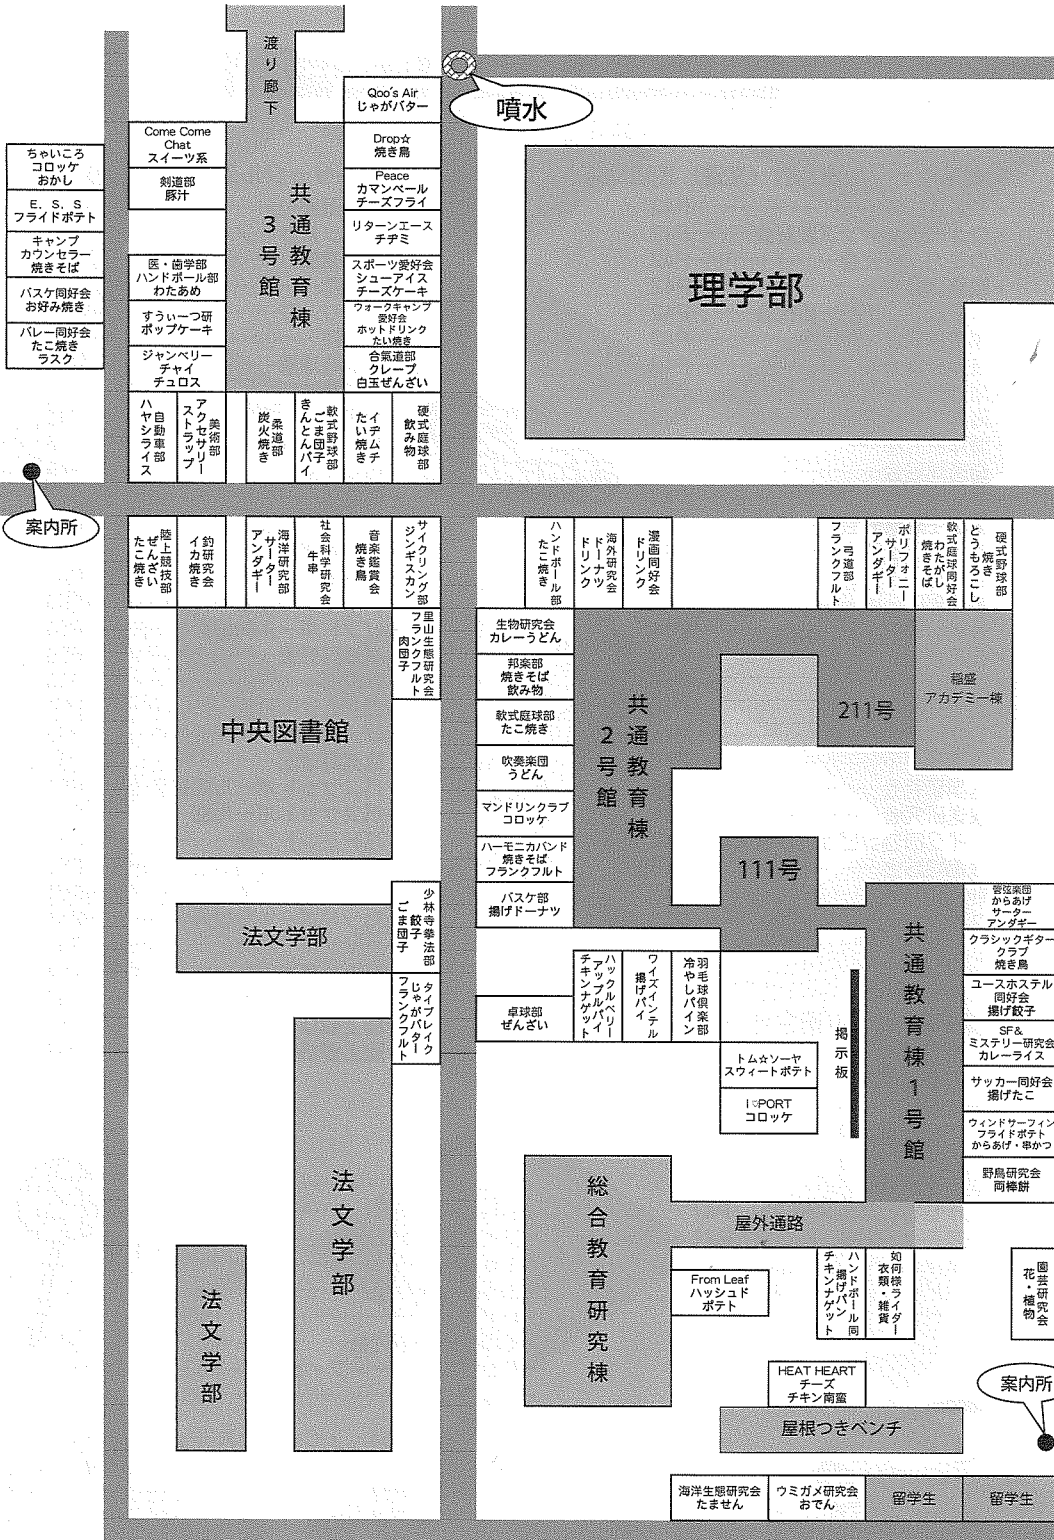 渡り廊下
噴水
Qoo's Air
じゃがバター
Come Come
Chat
スイーツ系
Drop☆
焼き鳥
ちゃいころ
コロッケ
おかし
剣道部
豚汁
Peace
カマンベール
チーズフライ
E．S．S
フライドポテト
リターンエース
チヂミ
キャンプ
カウンセラー
焼きそば
医・歯学部
ハンドボール部
わたあめ
スポーツ愛好会
シューアイス
チーズケーキ
バスケ同好会
お好み焼き
すうぃーつ研
ポップケーキ
ウォークキャンプ
愛好会
ホットドリンク
たい焼き
バレー同好会
たこ焼き
ラスク
ジャンベリー
チャイ
チュロス
合氣道部
クレープ
白玉ぜんざい
共通教育棟
3号館
理学部
自動車部
ハヤシライス
美術部
アクセサリー
ストラップ
柔道部
炭火焼き
軟式野球部
ごま団子
きんとんパイ
イヂムチ
たい焼き
硬式庭球部
飲み物
案内所
陸上競技部
ぜんざい
たこ焼き
釣研究会
イカ焼き
海洋研究部
サーター
アンダギー
社会科学研究会
牛串
音楽鑑賞会
焼き鳥
サイクリング部
ジンギスカン
ハンドボール部
たこ焼き
海外研究会
ドーナツ
ドリンク
漫画同好会
ドリンク
弓道部
フランクフルト
ポリフォニー
サーター
アンダギー
軟式庭球同好会
わたがし
焼きそば
硬式野球部
焼き
とうもろこし
里山生態研究会
フランクフルト
肉団子
中央図書館
生物研究会
カレーうどん
邦楽部
焼きそば
飲み物
軟式庭球部
たこ焼き
吹奏楽団
うどん
マンドリンクラブ
コロッケ
ハーモニカバンド
焼きそば
フランクフルト
バスケ部
揚げドーナツ
共通教育棟
2号館
211号
稲盛
アカデミー棟
111号
少林寺拳法部
餃子
ごま団子
法文学部
タイブレイク
じゃがバター
フランクフルト
卓球部
ぜんざい
ハックルベリー
アップルパイ
チキンナゲット
ワイズインテル
揚げパイ
羽毛球倶楽部
冷やしパイン
トム☆ソーヤ
スウィートポテト
I♡PORT
コロッケ
掲示板
共通教育棟1号館
管弦楽団
からあげ
サーター
アンダギー
クラシックギター
クラブ
焼き鳥
ユースホステル
同好会
揚げ餃子
SF&
ミステリー研究会
カレーライス
サッカー同好会
揚げたこ
ウィンドサーフィン
フライドポテト
からあげ・串かつ
野鳥研究会
両棒餅
法文学部
法文学部
総合教育研究棟
屋外通路
From Leaf
ハッシュド
ポテト
ハンドボール同
揚げパン
チキンナゲット
如何様ライダー
衣類・雑貨
園芸研究会
花・植物
HEAT HEART
チーズ
チキン南蛮
案内所
屋根つきベンチ
海洋生態研究会
たません
ウミガメ研究会
おでん
留学生
留学生